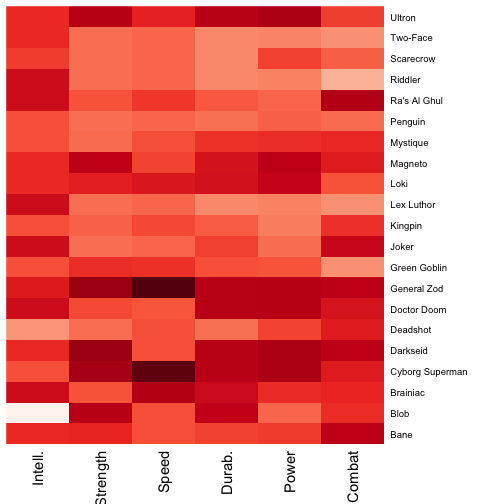 Ultron
Two-Face
Scarecrow
Riddler
Ra's Al Ghul
Penguin
Mystique
Magneto
Loki
Lex Luthor
Kingpin
Joker
Green Goblin
General Zod
Doctor Doom
Deadshot
Darkseid
Cyborg Superman
Brainiac
Blob
Bane
Intell.
Strength
Speed
Durab.
Power
Combat